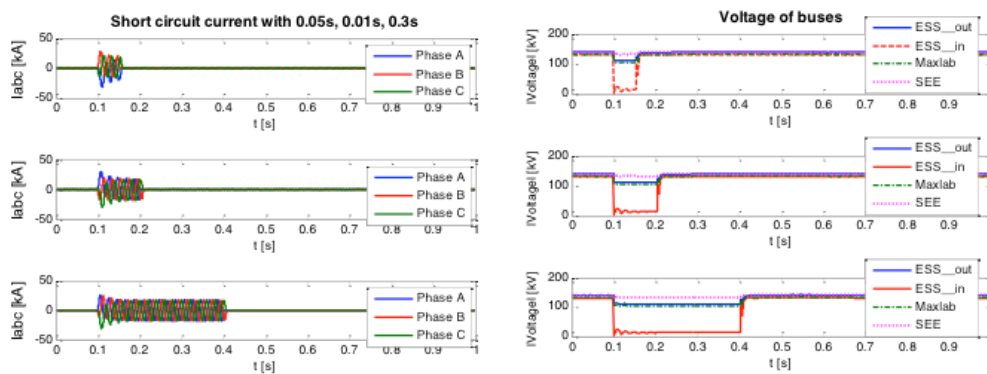 Short circuit current with 0.05s, 0.01s, 0.3s
Iabc [kA]
50
0
-50
0 0.1 0.2 0.3 0.4 0.5 0.6 0.7 0.8 0.9 1
t [s]
Phase A
Phase B
Phase C
Iabc [kA]
50
0
-50
0 0.1 0.2 0.3 0.4 0.5 0.6 0.7 0.8 0.9 1
t [s]
Phase A
Phase B
Phase C
Iabc [kA]
50
0
-50
0 0.1 0.2 0.3 0.4 0.5 0.6 0.7 0.8 0.9 1
t [s]
Phase A
Phase B
Phase C
Voltage of buses
IVoltageI [kV]
200
100
0
0 0.1 0.2 0.3 0.4 0.5 0.6 0.7 0.8 0.9
t [s]
ESS__out
ESS__in
Maxlab
SEE
IVoltageI [kV]
200
100
0
0 0.1 0.2 0.3 0.4 0.5 0.6 0.7 0.8 0.9
t [s]
ESS__out
ESS__in
Maxlab
SEE
IVoltageI [kV]
200
100
0
0 0.1 0.2 0.3 0.4 0.5 0.6 0.7 0.8 0.9
t [s]
ESS__out
ESS__in
Maxlab
SEE